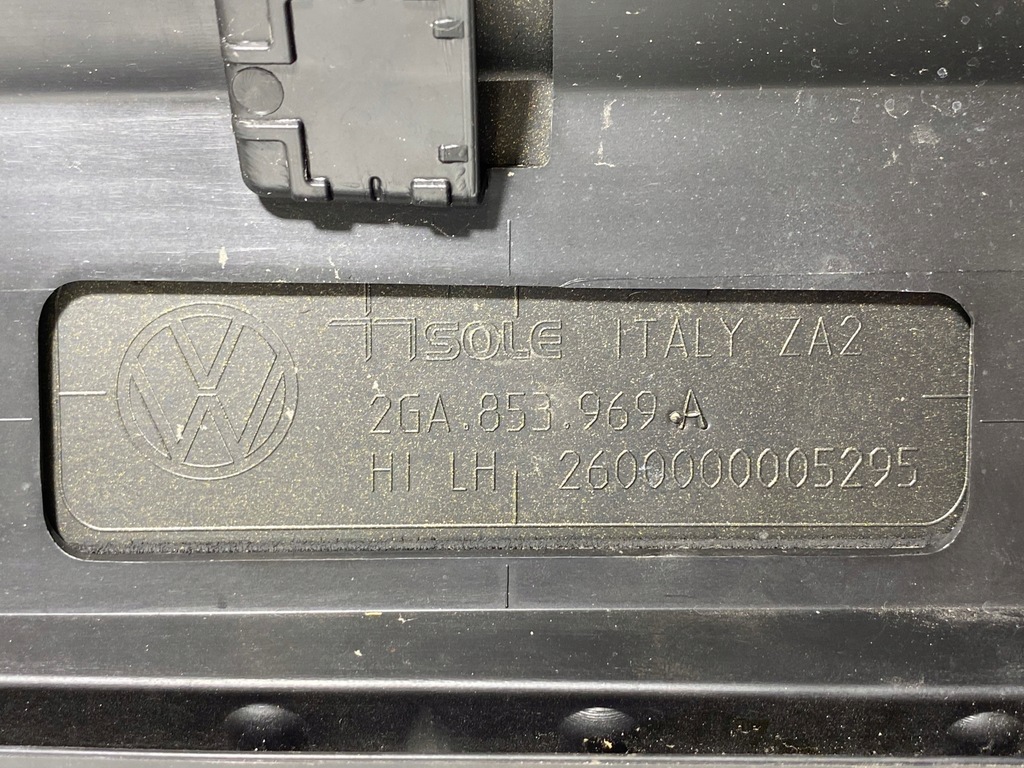 SOLE ITALY ZA2
2GA.853.969.A
HI LH 2600000005295